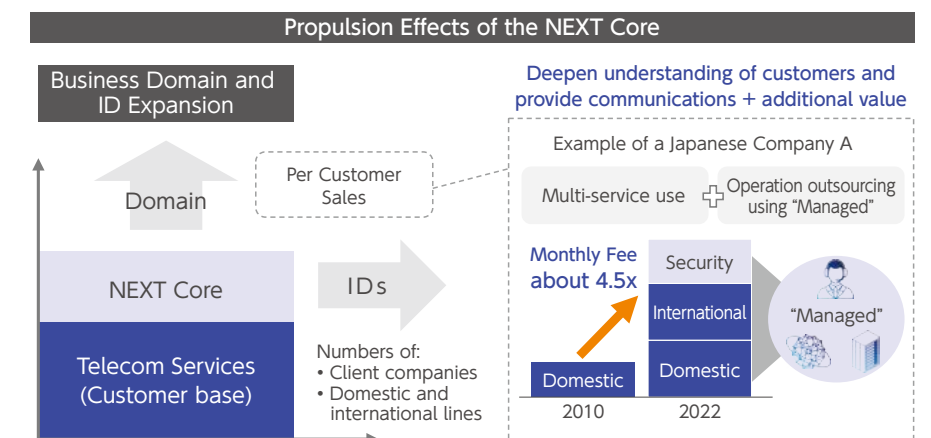 Propulsion Effects of the NEXT Core
Business Domain and
ID Expansion
Domain
NEXT Core
Telecom Services
(Customer base)
Per Customer
Sales
IDs
Numbers of:
• Client companies
• Domestic and
international lines
Deepen understanding of customers and
provide communications + additional value
Example of a Japanese Company A
Multi-service use
Operation outsourcing
using “Managed”
Monthly Fee
about 4.5x
Domestic
2010
Security
International
Domestic
2022
“Managed”